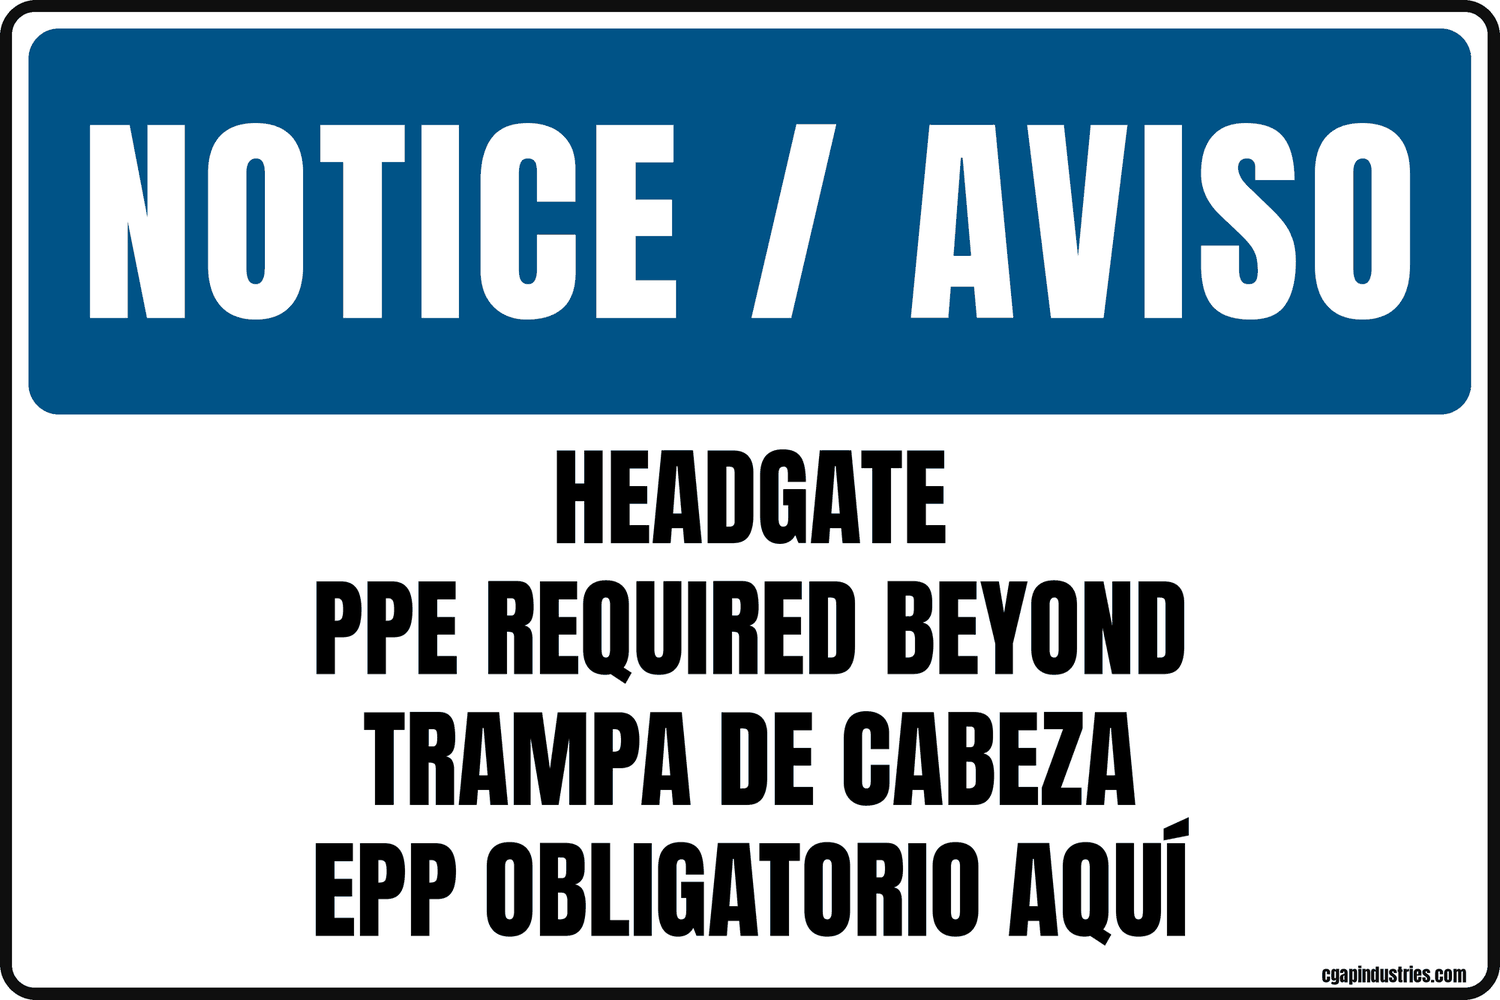 NOTICE / AVISO
HEADGATE
PPE REQUIRED BEYOND
TRAMPA DE CABEZA
EPP OBLIGATORIO AQUÍ
cgapindustries.com